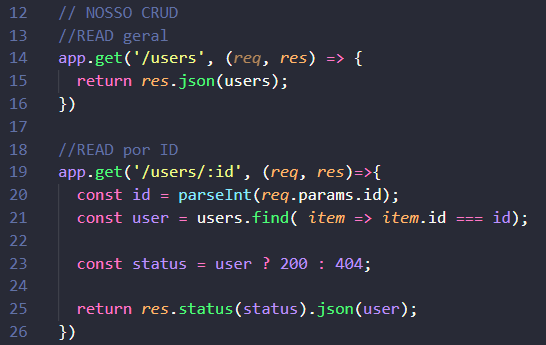 12 // NOSSO CRUD
13 //READ geral
14 app.get('/users', (req, res) => {
15 return res.json(users);
16 })
17
18 //READ por ID
19 app.get('/users/:id', (req, res)=>{
20 const id = parseInt(req.params.id);
21 const user = users.find( item => item.id === id);
22
23 const status = user ? 200 : 404;
24
25 return res.status(status).json(user);
26 })